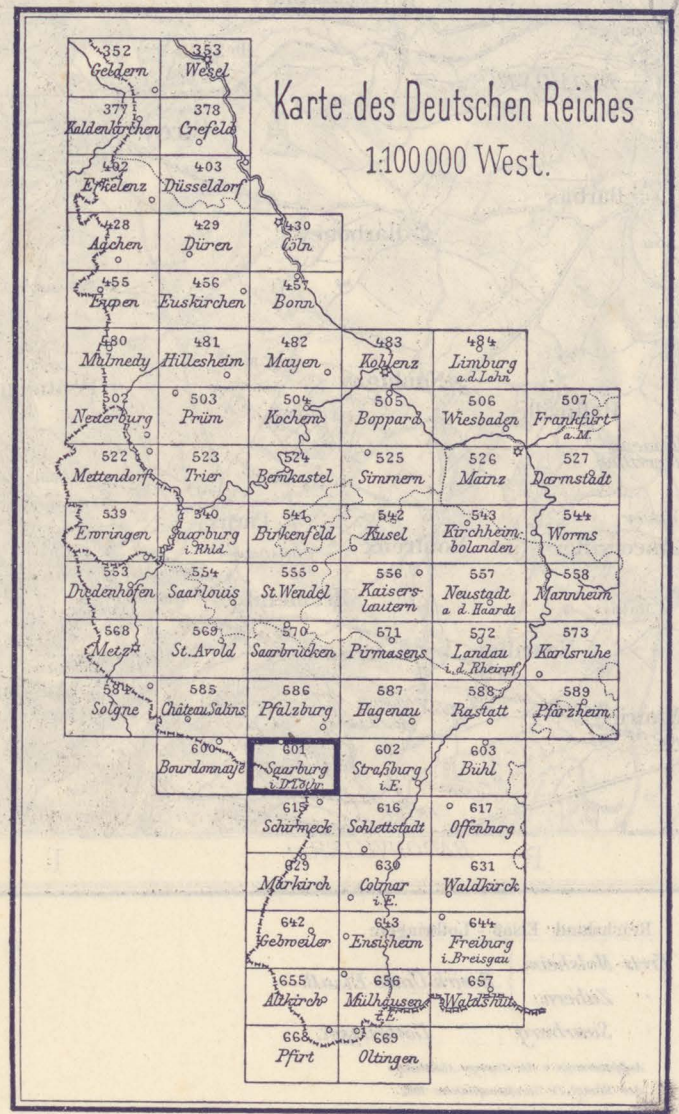 Karte des Deutschen Reiches
1:100000 West.
352 353
Geldern Wesel
377 378
Kaldenkirchen Crefeld
402 403
Erkelenz Düsseldorf
428 429 430
Aachen Düren Cöln
455 456 457
Eupen Euskirchen Bonn
480 481 482 483 484
Malmedy Hillesheim Mayen Koblenz Limburg
a.d.Lahn
502 503 504 505 506 507
Neuerburg Prüm Kochem Boppard Wiesbaden Frankfurt
a.M.
522 523 524 525 526 527
Mettendorf Trier Bernkastel Simmern Mainz Darmstadt
539 540 541 542 543 544
Ewringen Saarburg Birkenfeld Kusel Kirchheim Worms
i.Rhld. bolanden
553 554 555 556 557 558
Diedenhofen Saarlouis St.Wendel Kaisers- Neustadt Mannheim
lautern a d. Haardt
568 569 570 571 572 573
Metz St.Avold Saarbrücken Pirmasens Landau Karlsruhe
i.d.Rheinpf.
584 585 586 587 588 589
Solgne Château Salins Pfalzburg Hagenau Rastatt Pforzheim
600 601 602 603
Bourdonnaye Saarburg Straßburg Bühl
i.E.
615 616 617
Schirmeck Schlettstadt Offenburg
629 630 631
Markirch Colmar Waldkirch
i.E.
642 643 644
Gebweiler Ensisheim Freiburg
i.Breisgau
655 656 657
Altkirch Mülhausen Waldshut
i.E.
668 669
Pfirt Oltingen